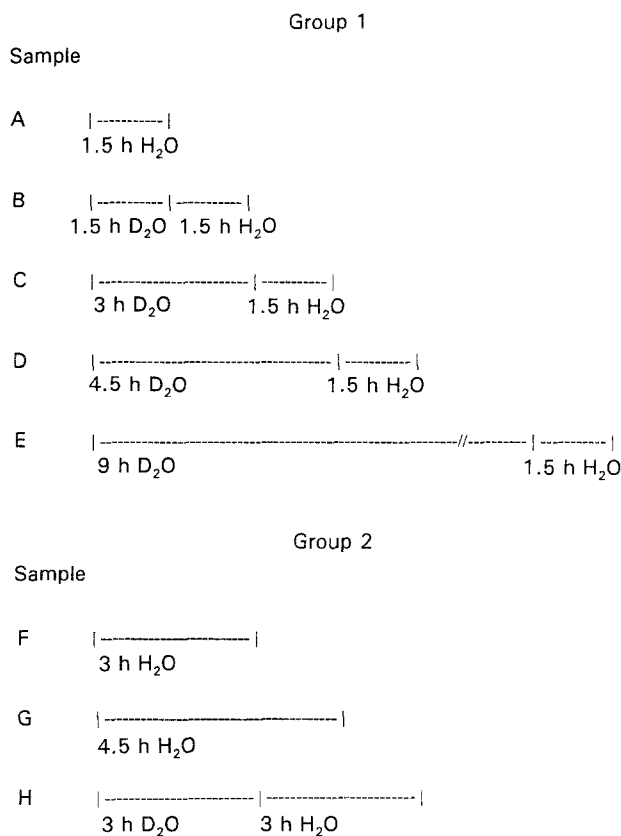 Group 1
Sample
A
1.5 h H₂O
B
1.5 h D₂O 1.5 h H₂O
C
3 h D₂O 1.5 h H₂O
D
4.5 h D₂O 1.5 h H₂O
E
9 h D₂O 1.5 h H₂O
Group 2
Sample
F
3 h H₂O
G
4.5 h H₂O
H
3 h D₂O 3 h H₂O